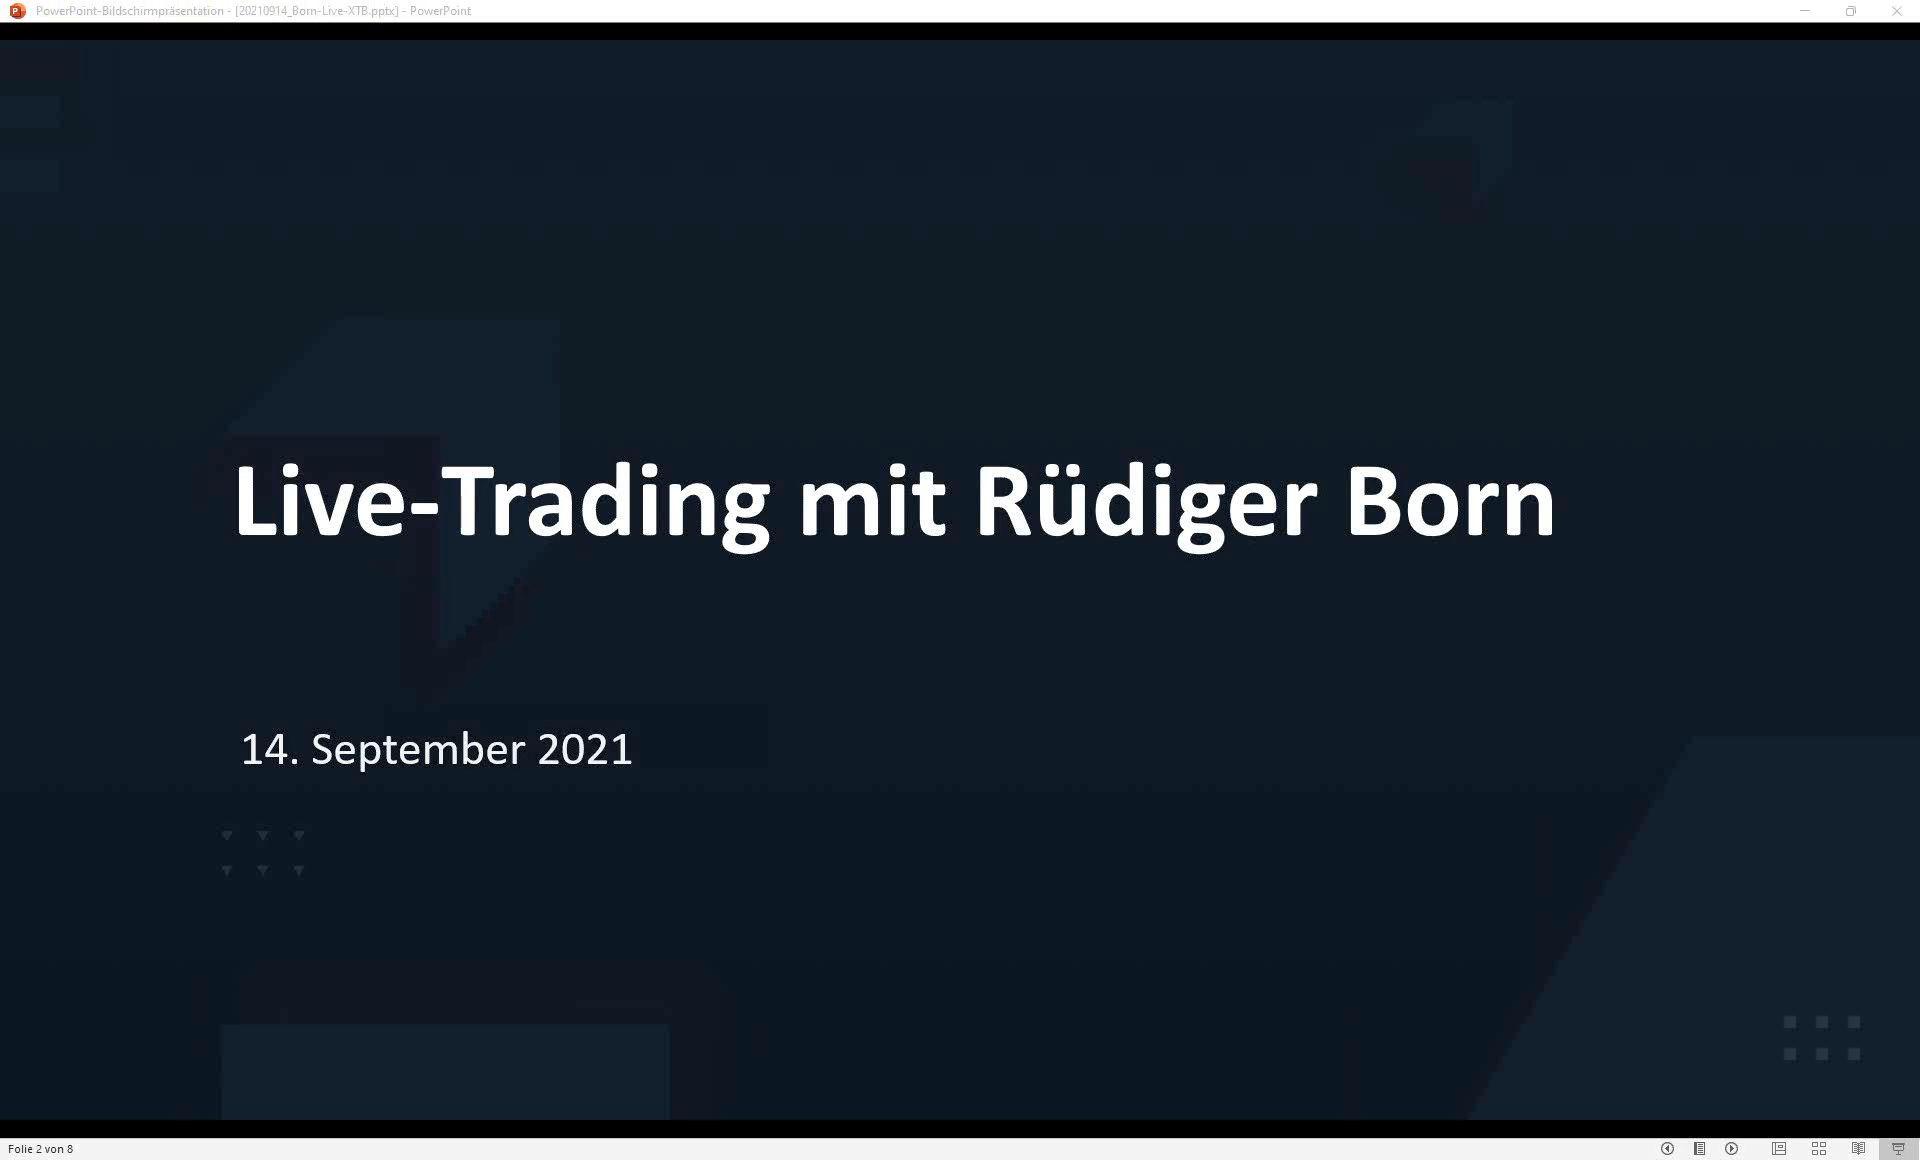 PowerPoint-Bildschirmpräsentation - [20210914_Born-Live-XTB.pptx] - PowerPoint
Live-Trading mit Rüdiger Born
14. September 2021
Folie 2 von 8